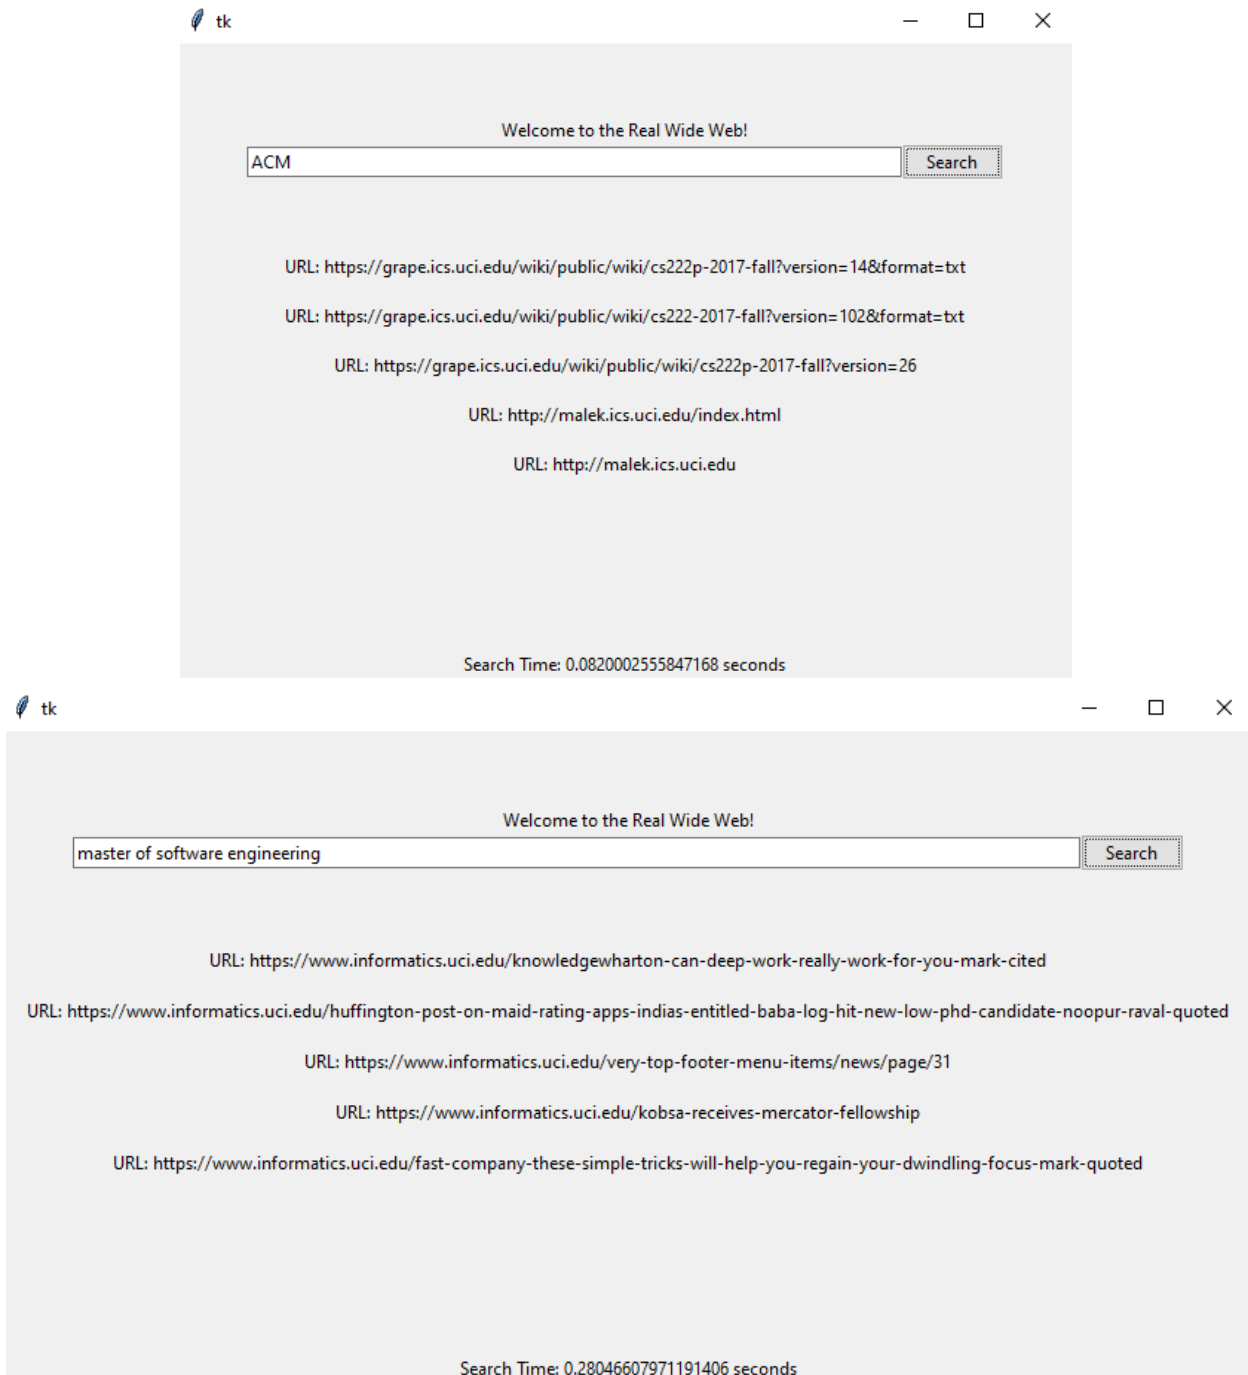 tk
Welcome to the Real Wide Web!
ACM Search
URL: https://grape.ics.uci.edu/wiki/public/wiki/cs222p-2017-fall?version=14&format=txt
URL: https://grape.ics.uci.edu/wiki/public/wiki/cs222-2017-fall?version=102&format=txt
URL: https://grape.ics.uci.edu/wiki/public/wiki/cs222p-2017-fall?version=26
URL: http://malek.ics.uci.edu/index.html
URL: http://malek.ics.uci.edu
Search Time: 0.0820002555847168 seconds
tk
Welcome to the Real Wide Web!
master of software engineering Search
URL: https://www.informatics.uci.edu/knowledgewharton-can-deep-work-really-work-for-you-mark-cited
URL: https://www.informatics.uci.edu/huffington-post-on-maid-rating-apps-indias-entitled-baba-log-hit-new-low-phd-candidate-noopur-raval-quoted
URL: https://www.informatics.uci.edu/very-top-footer-menu-items/news/page/31
URL: https://www.informatics.uci.edu/kobsa-receives-mercator-fellowship
URL: https://www.informatics.uci.edu/fast-company-these-simple-tricks-will-help-you-regain-your-dwindling-focus-mark-quoted
Search Time: 0.28046607971191406 seconds